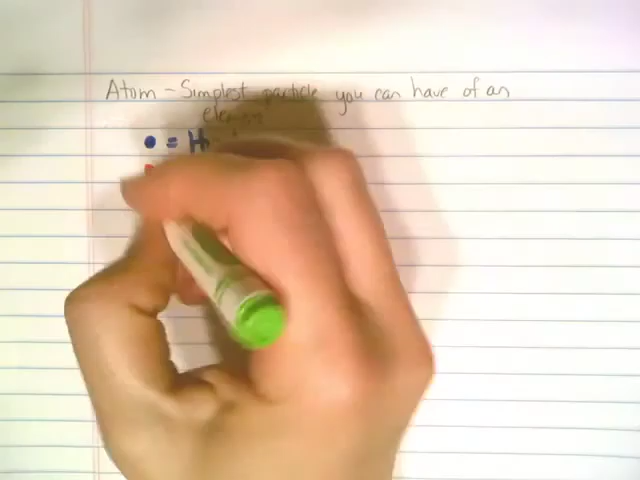 Atom - Simplest particle you can have of an
element
• = H